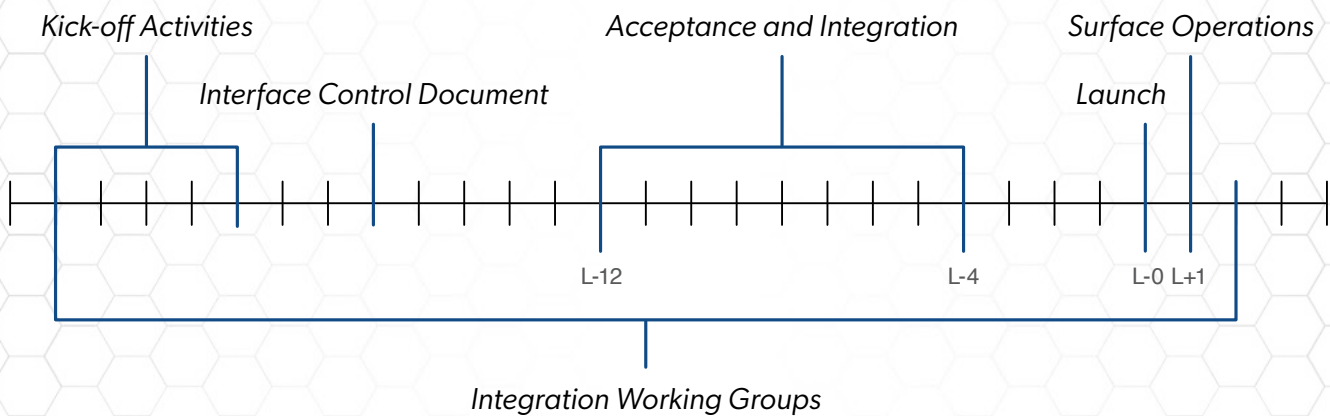 Kick-off Activities
Acceptance and Integration
Surface Operations
Interface Control Document
Launch
L-12
L-4
L-0
L+1
Integration Working Groups